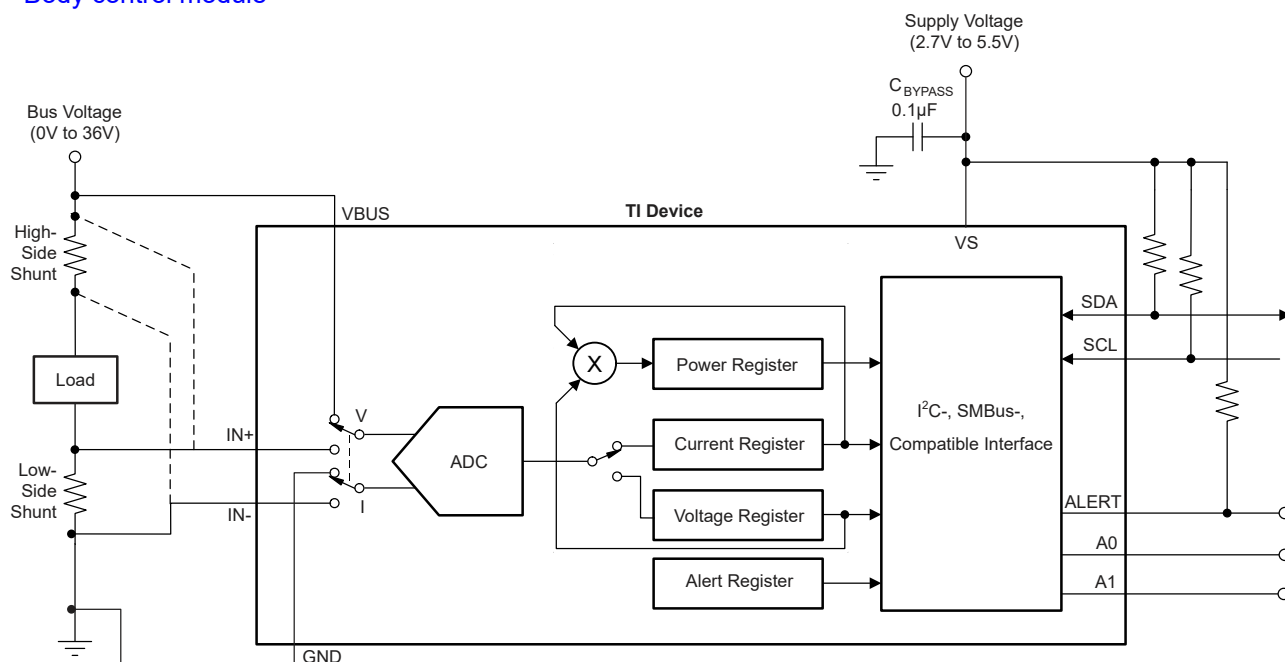 Body control module
Supply Voltage
(2.7V to 5.5V)
CBYPASS
0.1µF
Bus Voltage
(0V to 36V)
VBUS
TI Device
VS
High-
Side
Shunt
SDA
SCL
Power Register
X
Load
I²C-, SMBus-,
Compatible Interface
V
IN+
ADC
Current Register
Low-
Side
Shunt
IN-
I
Voltage Register
ALERT
A0
Alert Register
A1
GND